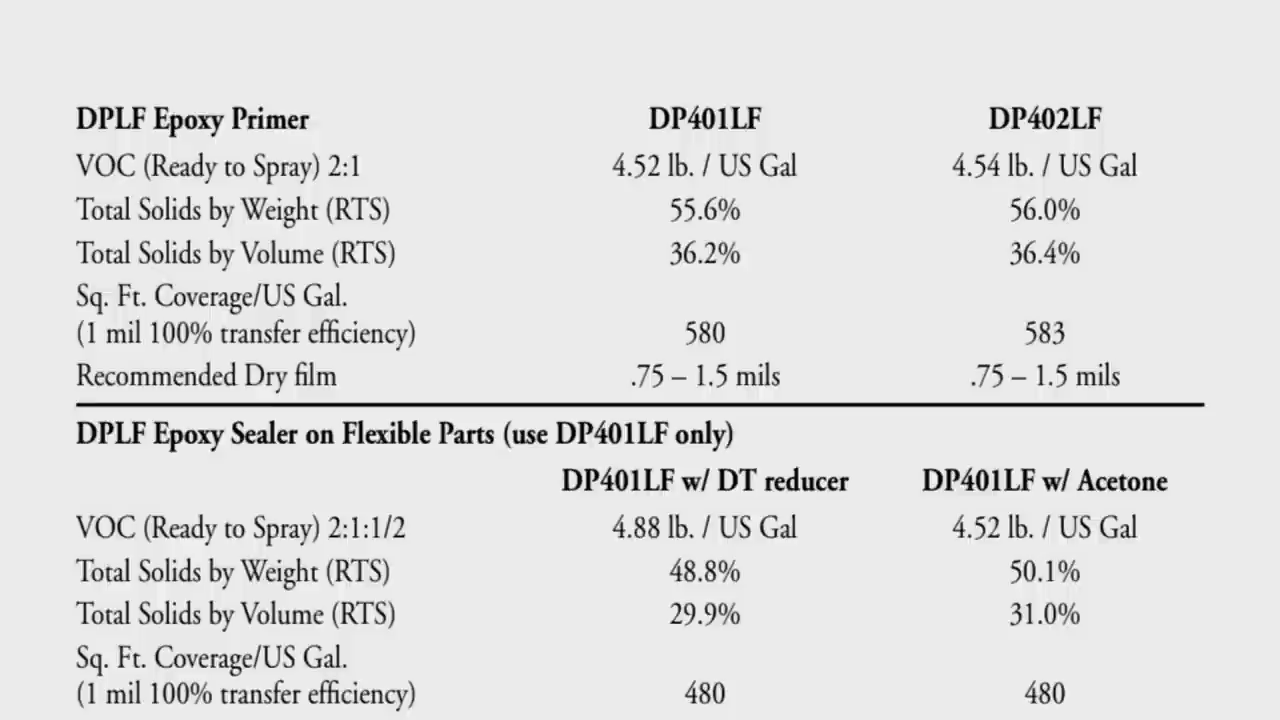 DPLF Epoxy Primer DP401LF DP402LF
VOC (Ready to Spray) 2:1 4.52 lb. / US Gal 4.54 lb. / US Gal
Total Solids by Weight (RTS) 55.6% 56.0%
Total Solids by Volume (RTS) 36.2% 36.4%
Sq. Ft. Coverage/US Gal.
(1 mil 100% transfer efficiency) 580 583
Recommended Dry film .75 – 1.5 mils .75 – 1.5 mils
DPLF Epoxy Sealer on Flexible Parts (use DP401LF only)
DP401LF w/ DT reducer DP401LF w/ Acetone
VOC (Ready to Spray) 2:1:1/2 4.88 lb. / US Gal 4.52 lb. / US Gal
Total Solids by Weight (RTS) 48.8% 50.1%
Total Solids by Volume (RTS) 29.9% 31.0%
Sq. Ft. Coverage/US Gal.
(1 mil 100% transfer efficiency) 480 480